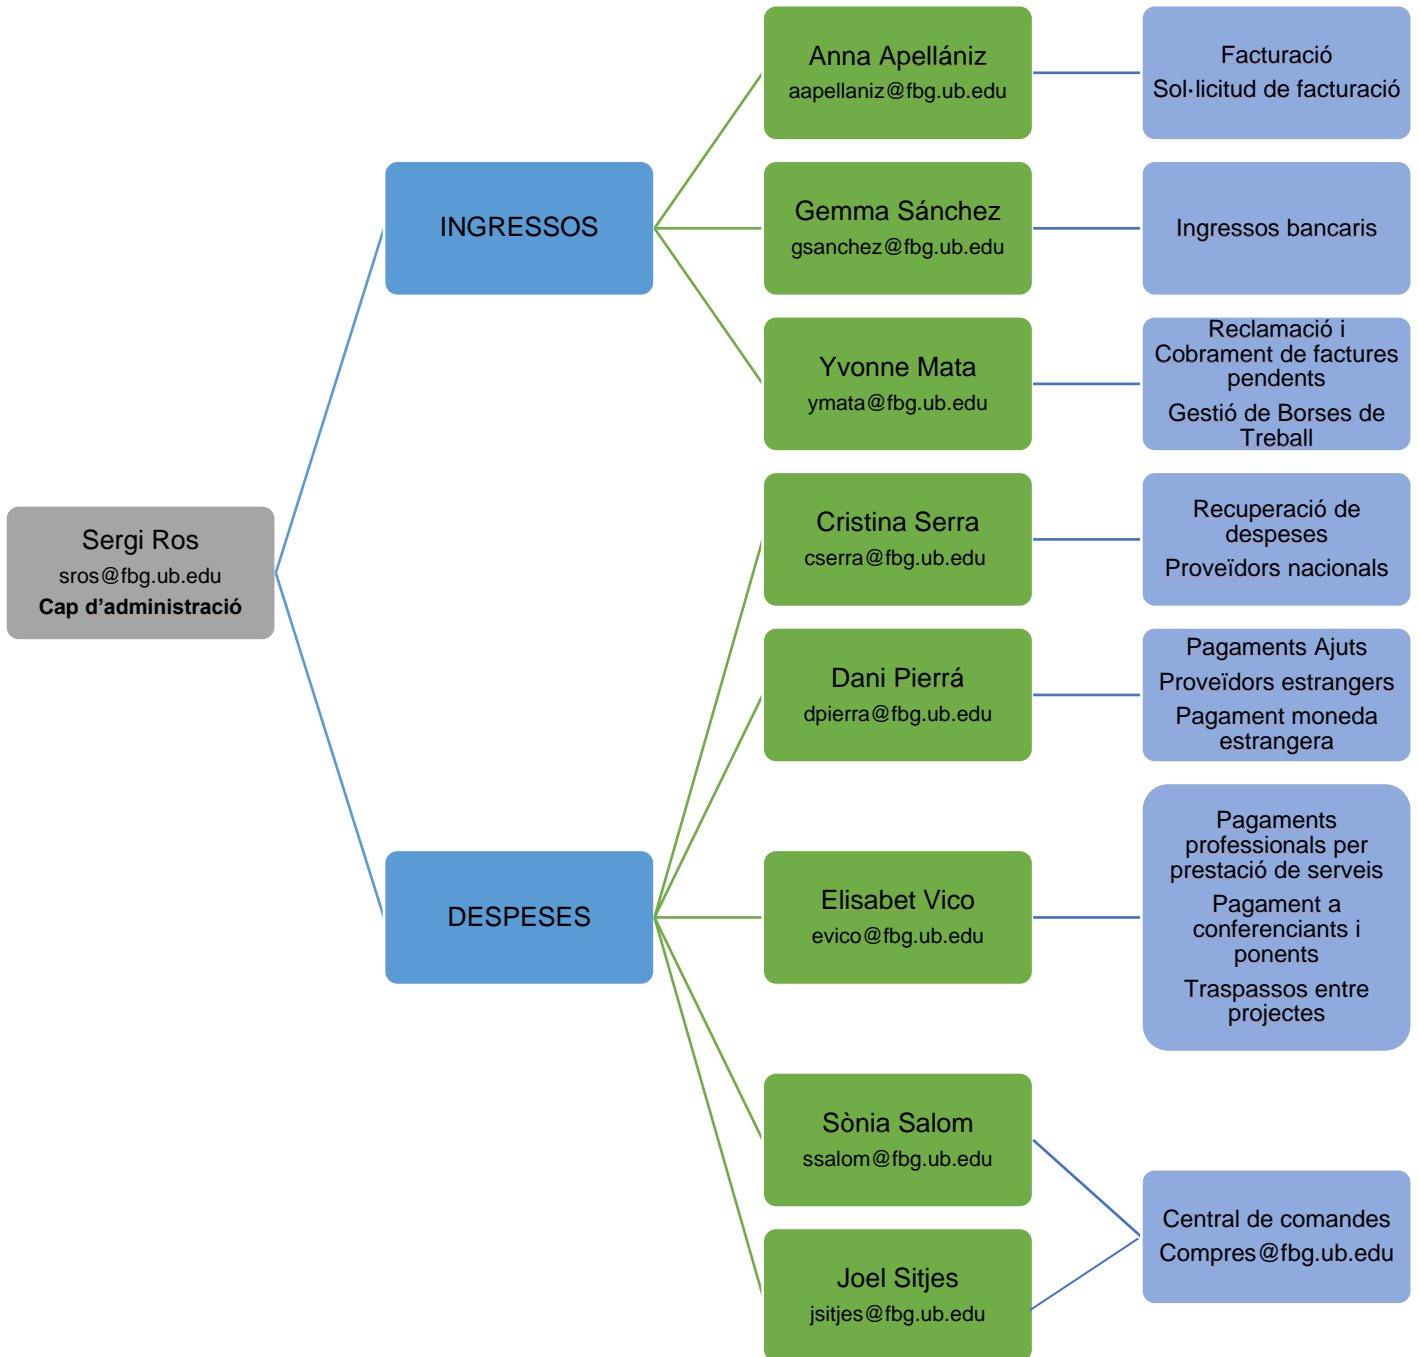 Anna Apellániz
aapellaniz@fbg.ub.edu
Facturació
Sol·licitud de facturació
INGRESSOS
Gemma Sánchez
gsanchez@fbg.ub.edu
Ingressos bancaris
Yvonne Mata
ymata@fbg.ub.edu
Reclamació i
Cobrament de factures
pendents
Gestió de Borses de
Treball
Sergi Ros
sros@fbg.ub.edu
Cap d’administració
Cristina Serra
cserra@fbg.ub.edu
Recuperació de
despeses
Proveïdors nacionals
Dani Pierrá
dpierra@fbg.ub.edu
Pagaments Ajuts
Proveïdors estrangers
Pagament moneda
estrangera
DESPESES
Elisabet Vico
evico@fbg.ub.edu
Pagaments
professionals per
prestació de serveis
Pagament a
conferenciants i
ponents
Traspassos entre
projectes
Sònia Salom
ssalom@fbg.ub.edu
Joel Sitjes
jsitjes@fbg.ub.edu
Central de comandes
Compres@fbg.ub.edu